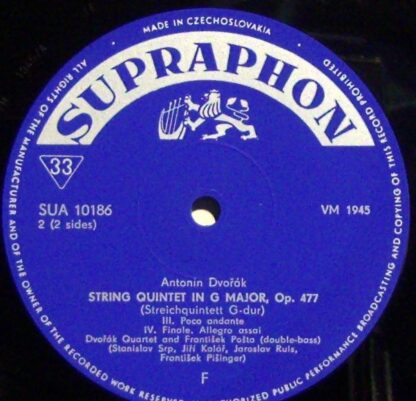 ALL RIGHTS OF THE MANUFACTURER AND OF THE OWNER OF THE RECORDED WORK RESERVED
MADE IN CZECHOSLOVAKIA
PUBLIC PERFORMANCE BROADCASTING AND COPYING OF THIS RECORD PROHIBITED
SUPRAPHON
33
SUA 10186
2 (2 sides)
VM 1945
Antonín Dvořák
STRING QUINTET IN G MAJOR, Op. 477
(Streichquintett G-dur)
III. Poco andante
IV. Finale. Allegro assai
Dvořák Quartet and František Pošta (double-bass)
(Stanislav Srp, Jiří Kolář, Jaroslav Ruis,
František Pišinger)
F